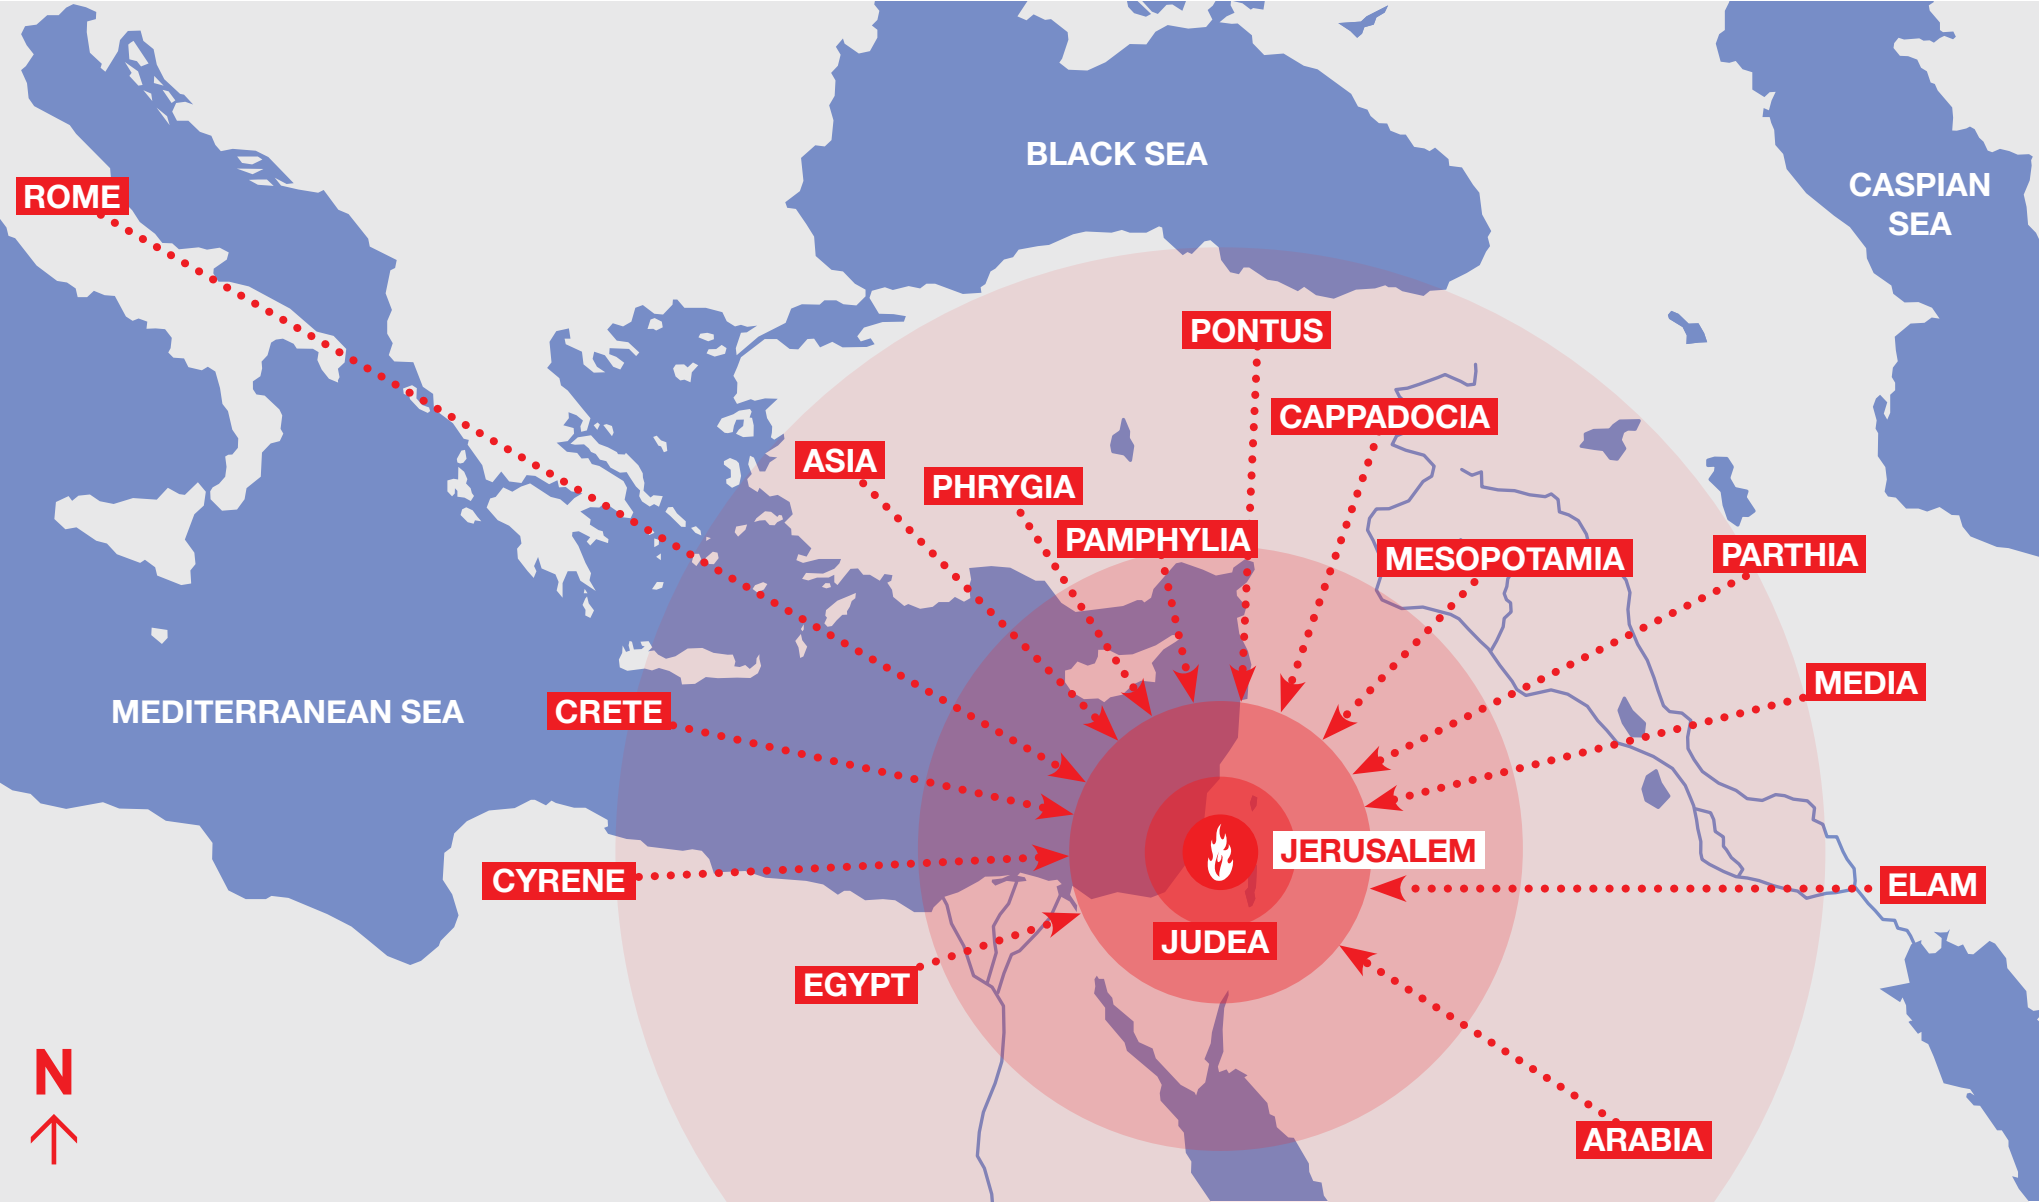 BLACK SEA
CASPIAN
SEA
ROME
PONTUS
CAPPADOCIA
ASIA
PHRYGIA
PAMPHYLIA
MESOPOTAMIA
PARTHIA
MEDIA
MEDITERRANEAN SEA
CRETE
JERUSALEM
CYRENE
ELAM
JUDEA
EGYPT
N
ARABIA